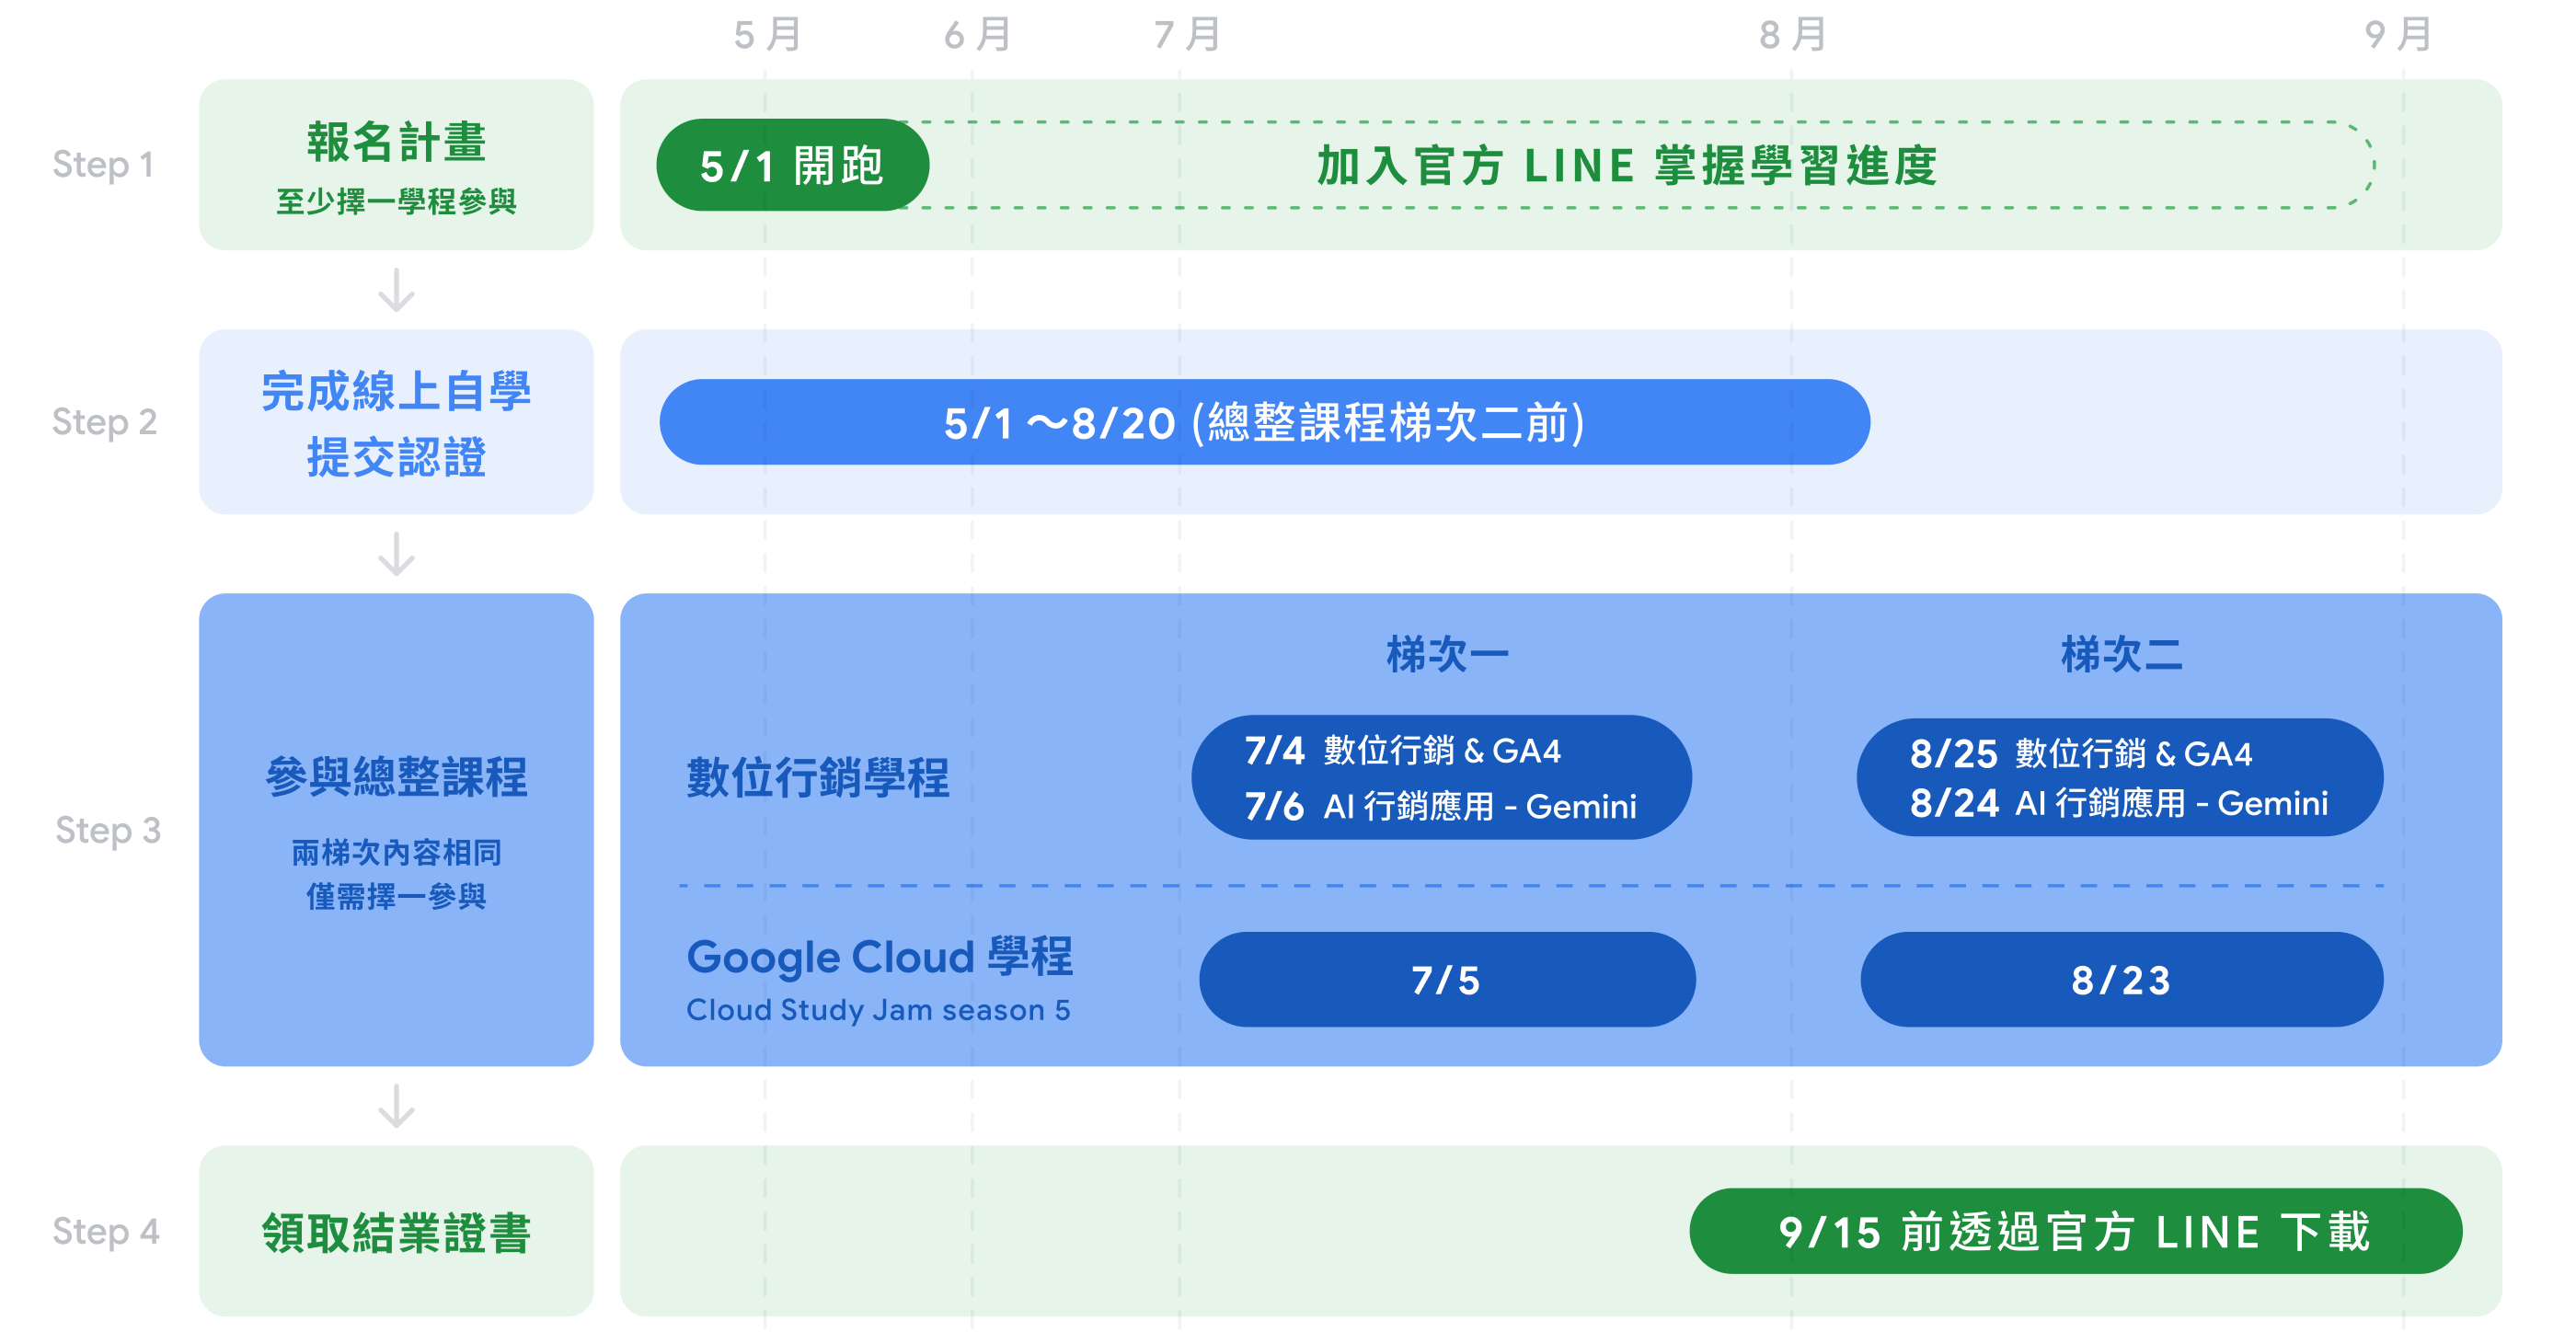 5 月
6 月
7 月
8 月
9 月
Step 1
報名計畫
至少擇一學程參與
5/1 開跑
加入官方 LINE 掌握學習進度
Step 2
完成線上自學
提交認證
5/1 ～8/20 (總整課程梯次二前)
Step 3
參與總整課程
兩梯次內容相同
僅需擇一參與
梯次一
梯次二
數位行銷學程
7/4 數位行銷 & GA4
7/6 AI 行銷應用 - Gemini
8/25 數位行銷 & GA4
8/24 AI 行銷應用 - Gemini
Google Cloud 學程
Cloud Study Jam season 5
7/5
8/23
Step 4
領取結業證書
9/15 前透過官方 LINE 下載